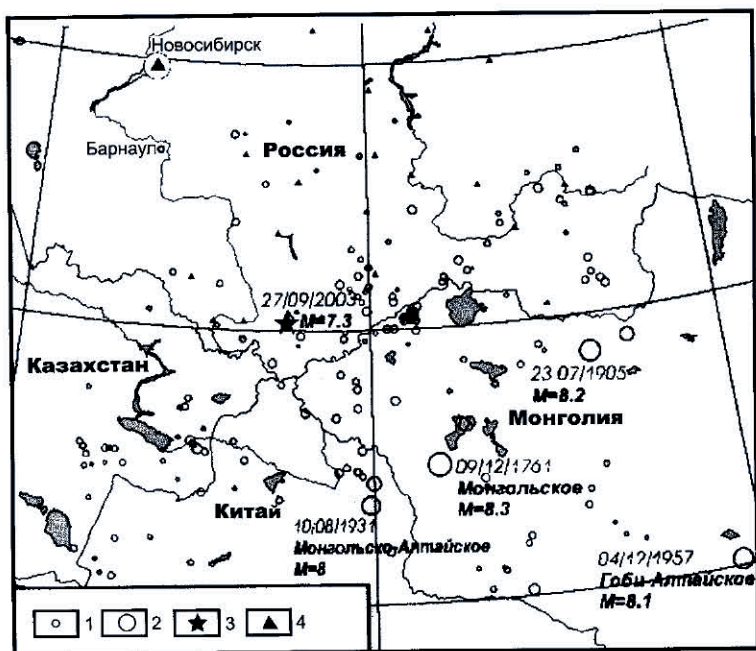 Новосибирск
Барнаул
Россия
27/09/2003
M=7.3
Казахстан
23/07/1905
M=8.2
Монголия
09/12/1761
Монгольское
M=8.3
Китай
10/08/1931
Монгольско-Алтайское
M=8
04/12/1957
Гоби-Алтайское
M=8.1
1 2 3 4